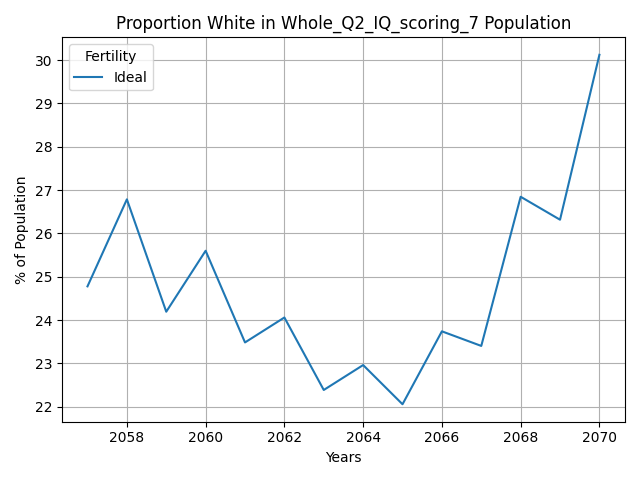 Proportion White in Whole_Q2_IQ_scoring_7 Population
Fertility
Ideal
% of Population
30
29
28
27
26
25
24
23
22
2058 2060 2062 2064 2066 2068 2070
Years